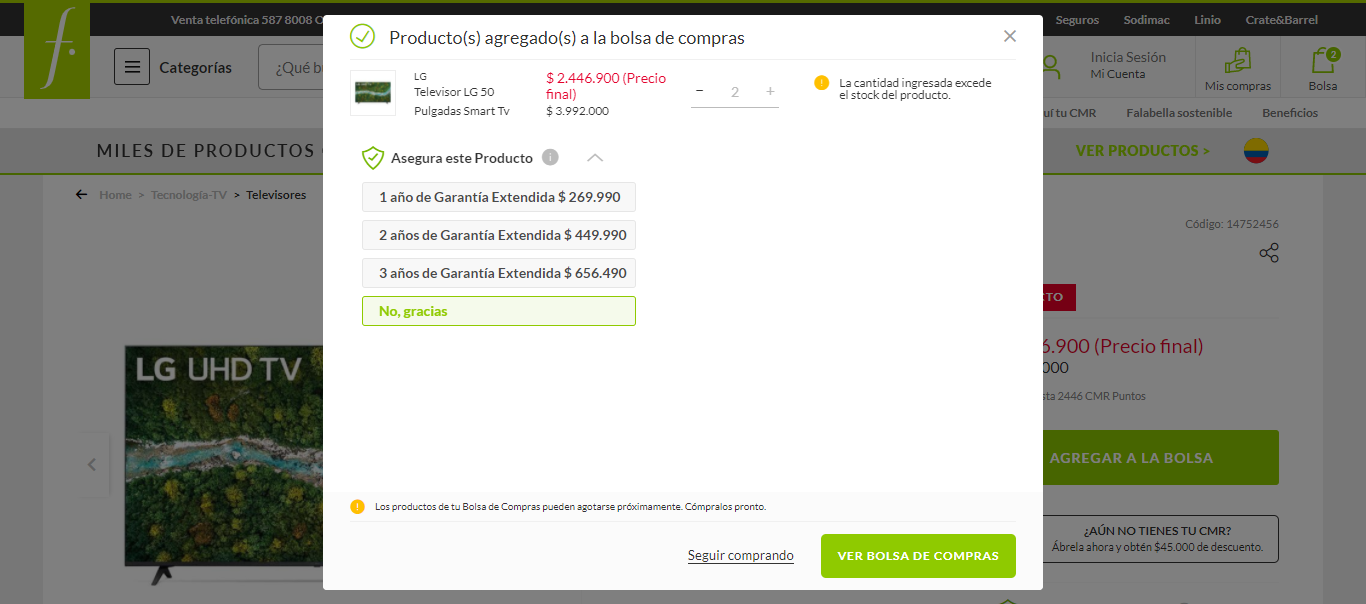 Venta telefónica 587 8008 O
Seguros Sodimac Linio Crate&Barrel
f.
Categorías
¿Qué bu
Inicia Sesión
Mi Cuenta
Mis compras
2
Bolsa
uí tu CMR Falabella sostenible Beneficios
MILES DE PRODUCTOS
VER PRODUCTOS >
Home > Tecnología-TV > Televisores
Producto(s) agregado(s) a la bolsa de compras
LG
Televisor LG 50
Pulgadas Smart Tv
$ 2.446.900 (Precio
final)
$ 3.992.000
− 2 +
La cantidad ingresada excede
el stock del producto.
Asegura este Producto
1 año de Garantía Extendida $ 269.990
2 años de Garantía Extendida $ 449.990
3 años de Garantía Extendida $ 656.490
No, gracias
Los productos de tu Bolsa de Compras pueden agotarse próximamente. Cómpralos pronto.
Seguir comprando
VER BOLSA DE COMPRAS
LG UHD TV
Código: 14752456
CTO
6.900 (Precio final)
000
sta 2446 CMR Puntos
AGREGAR A LA BOLSA
¿AÚN NO TIENES TU CMR?
Ábrela ahora y obtén $45.000 de descuento.